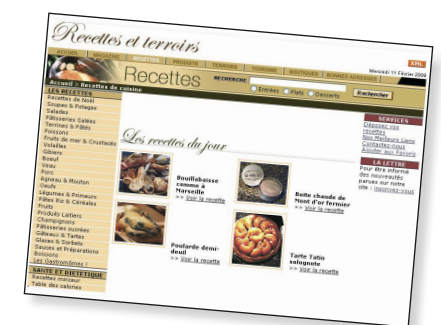 Recettes et terroirs
XML
Mercredi 11 Février 2009
ACCUEIL MAGAZINE RECETTES PRODUITS TERROIRS TOURISME BOUTIQUES BONNES ADRESSES
Recettes
RECHERCHE
Entrées Plats Desserts
Rechercher
Accueil > Recettes de cuisine
LES RECETTES
Recettes de Noël
Soupes & Potages
Salades
Pâtisseries Salées
Terrines & Pâtés
Poissons
Fruits de mer & Crustacés
Volailles
Gibiers
Boeuf
Veau
Porc
Agneau & Mouton
Oeufs
Légumes & Primeurs
Pâtes Riz & Céréales
Fruits
Produits Laitiers
Champignons
Pâtisseries sucrées
Gâteaux & Tartes
Glaces & Sorbets
Sauces et Préparations
Boissons
Les Gastronômes !
SANTE ET DIETETIQUE
Recettes minceur
Table des calories
Les recettes du jour
Bouillabaisse
comme à
Marseille
>> Voir la recette
Boite chaude de
Mont d'or fermier
>> Voir la recette
Poularde demi-
deuil
>> Voir la recette
Tarte Tatin
solognote
>> Voir la recette
SERVICES
Déposez vos
recettes
Nos Meilleurs Liens
Contactez-nous
Ajouter aux Favoris
LA LETTRE
Pour être informé
des nouveautés
parues sur notre
site : inscrivez-vous